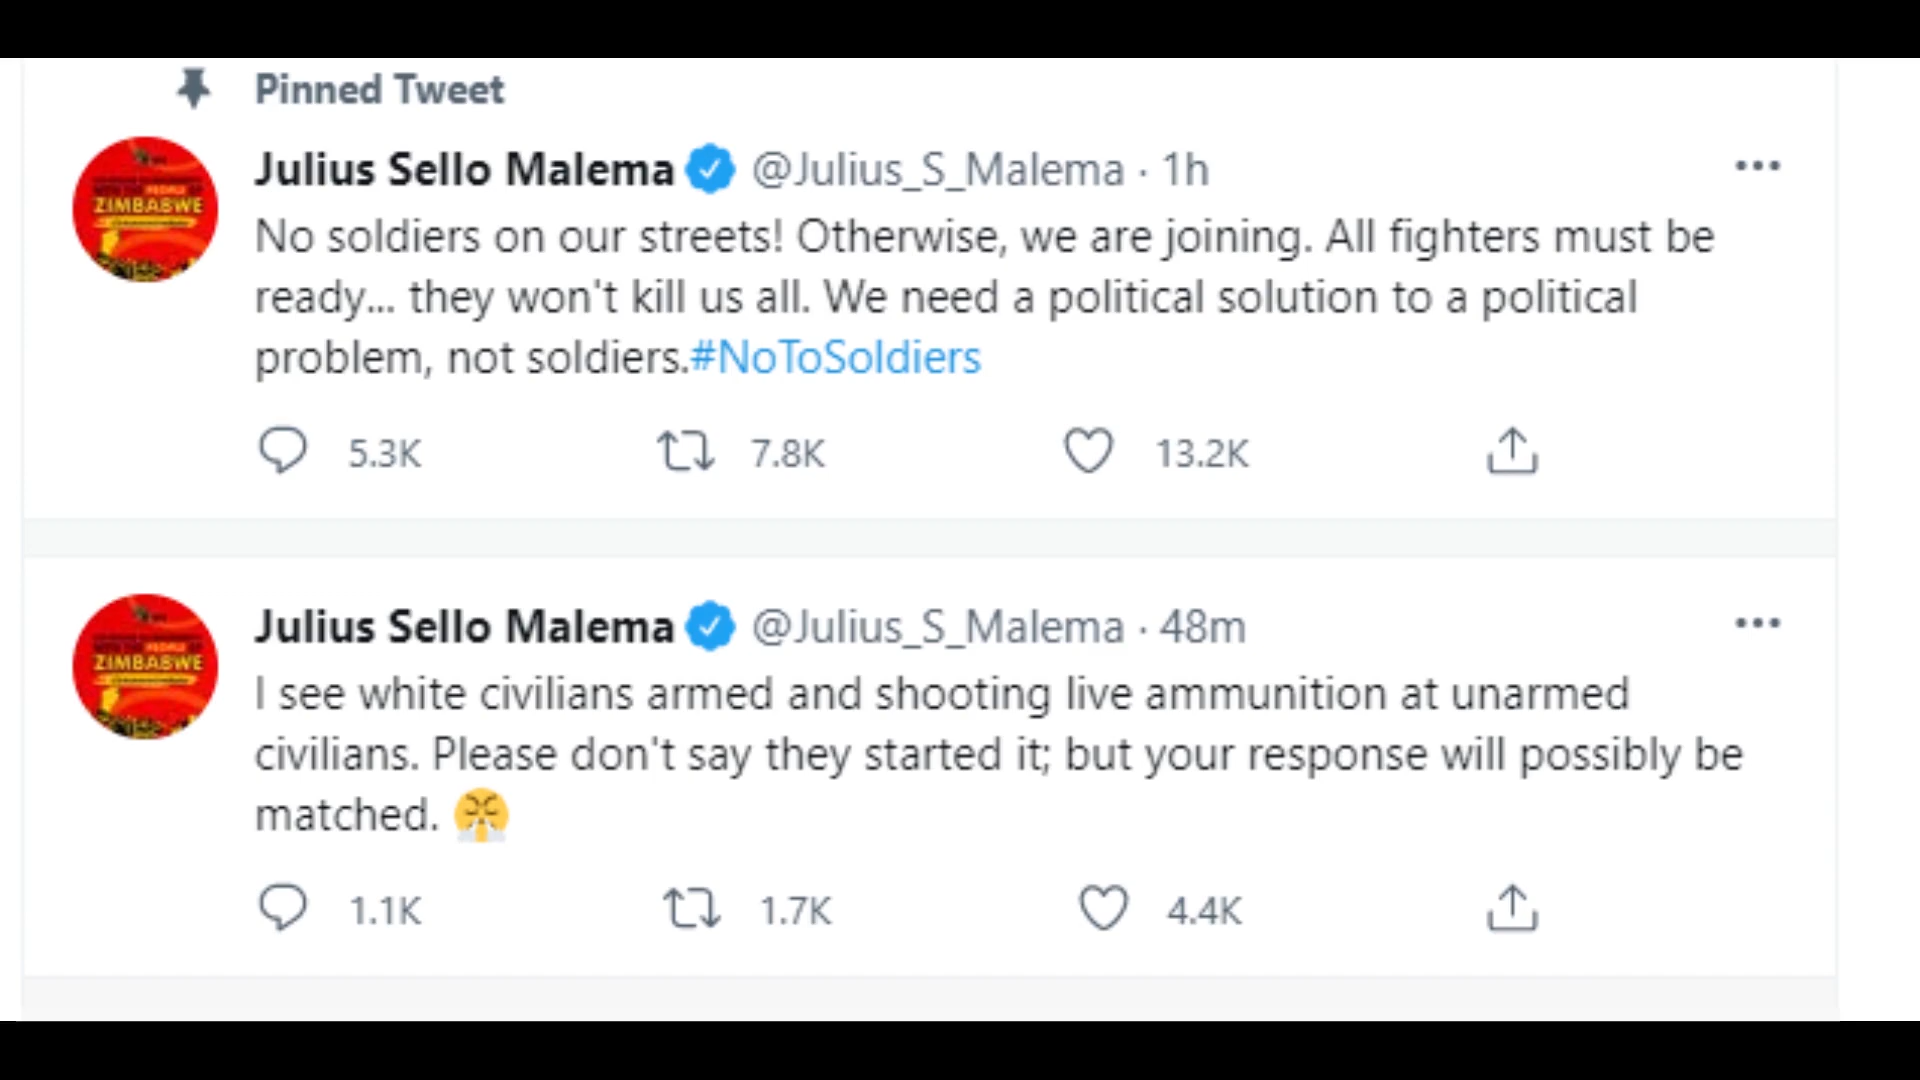 Pinned Tweet
Julius Sello Malema @Julius_S_Malema · 1h
No soldiers on our streets! Otherwise, we are joining. All fighters must be
ready... they won't kill us all. We need a political solution to a political
problem, not soldiers.#NoToSoldiers
5.3K 7.8K 13.2K
ZIMBABWE
Julius Sello Malema @Julius_S_Malema · 48m
I see white civilians armed and shooting live ammunition at unarmed
civilians. Please don't say they started it; but your response will possibly be
matched. 😤
1.1K 1.7K 4.4K
ZIMBABWE